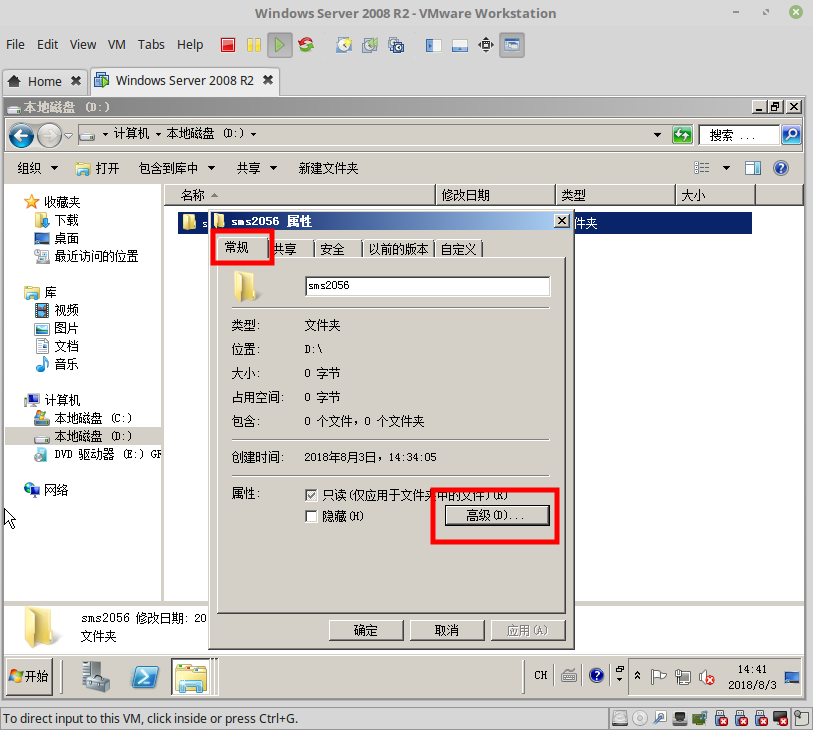 Windows Server 2008 R2 - VMware Workstation
File Edit View VM Tabs Help
Home Windows Server 2008 R2
本地磁盘 (D:)
计算机 本地磁盘 (D:) 搜索 ...
组织 打开 包含到库中 共享 新建文件夹
收藏夹
下载
桌面
最近访问的位置
库
视频
图片
文档
音乐
计算机
本地磁盘 (C:)
本地磁盘 (D:)
DVD 驱动器 (E:) GR
网络
名称 修改日期 类型 大小
s
件夹
sms2056 属性
常规 共享 安全 以前的版本 自定义
sms2056
类型: 文件夹
位置: D:\
大小: 0 字节
占用空间: 0 字节
包含: 0 个文件，0 个文件夹
创建时间: 2018年8月3日，14:34:05
属性: 只读(仅应用于文件夹中的文件)(R)
隐藏(H)
高级(D)...
确定 取消 应用(A)
sms2056 修改日期: 20
文件夹
开始 CH 14:41
2018/8/3
To direct input to this VM, click inside or press Ctrl+G.